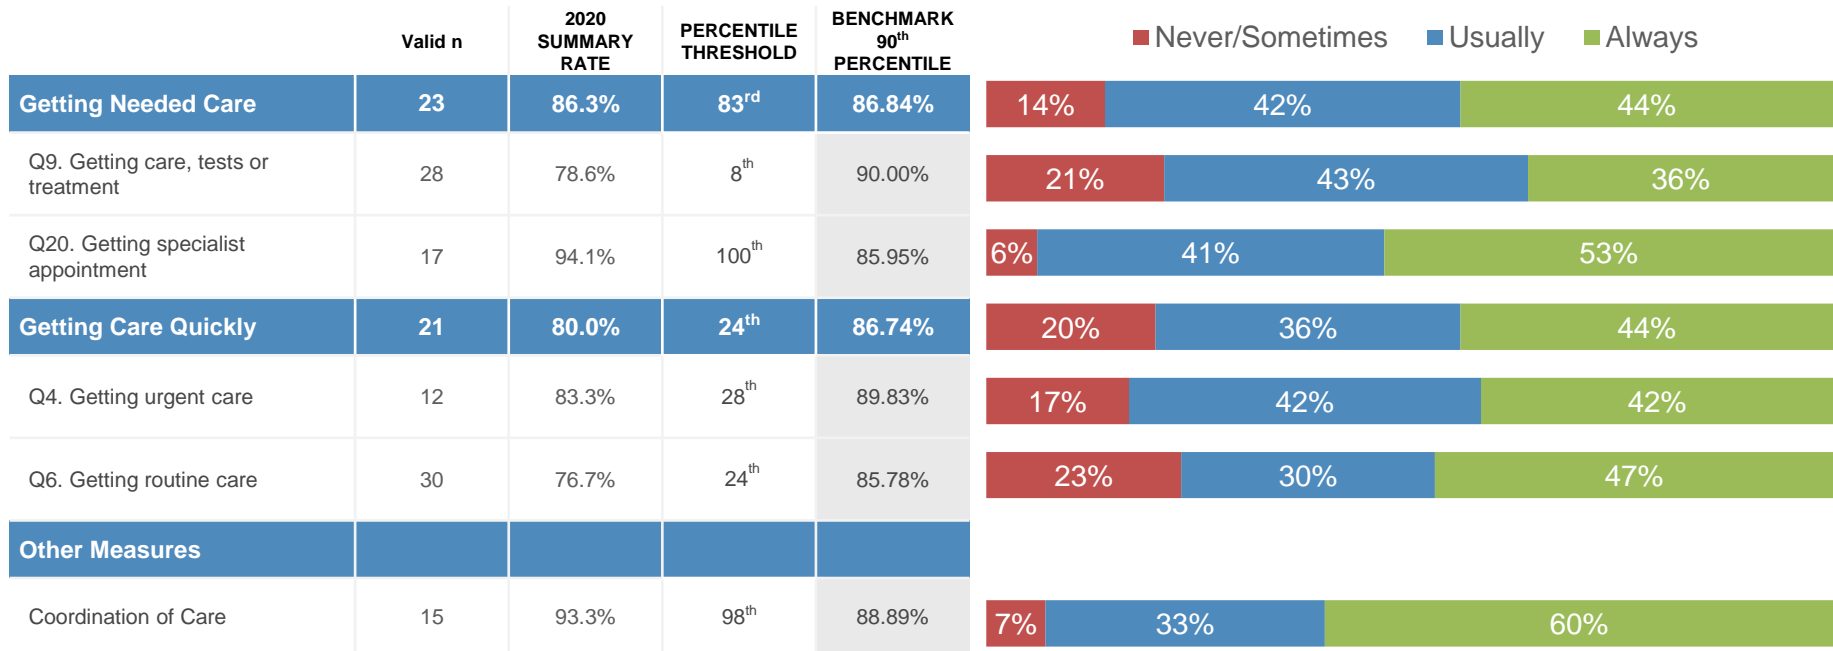 Valid n
2020
SUMMARY
RATE
PERCENTILE
THRESHOLD
BENCHMARK
90th
PERCENTILE
Never/Sometimes Usually Always
Getting Needed Care 23 86.3% 83rd 86.84% 14% 42% 44%
Q9. Getting care, tests or
treatment
28 78.6% 8th 90.00% 21% 43% 36%
Q20. Getting specialist
appointment
17 94.1% 100th 85.95% 6% 41% 53%
Getting Care Quickly 21 80.0% 24th 86.74% 20% 36% 44%
Q4. Getting urgent care 12 83.3% 28th 89.83% 17% 42% 42%
Q6. Getting routine care 30 76.7% 24th 85.78% 23% 30% 47%
Other Measures
Coordination of Care 15 93.3% 98th 88.89% 7% 33% 60%